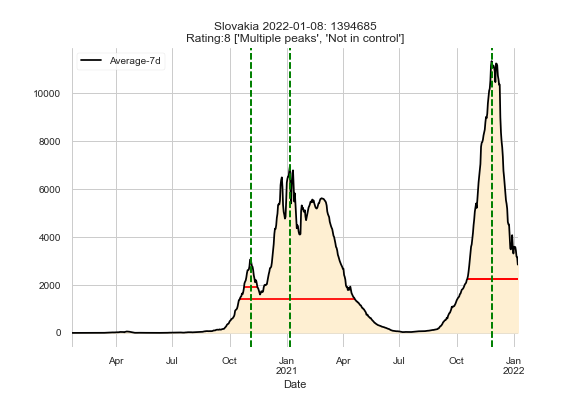 Slovakia 2022-01-08: 1394685
Rating:8 ['Multiple peaks', 'Not in control']
Average-7d
10000
8000
6000
4000
2000
0
Apr
Jul
Oct
Jan
2021
Apr
Jul
Oct
Jan
2022
Date